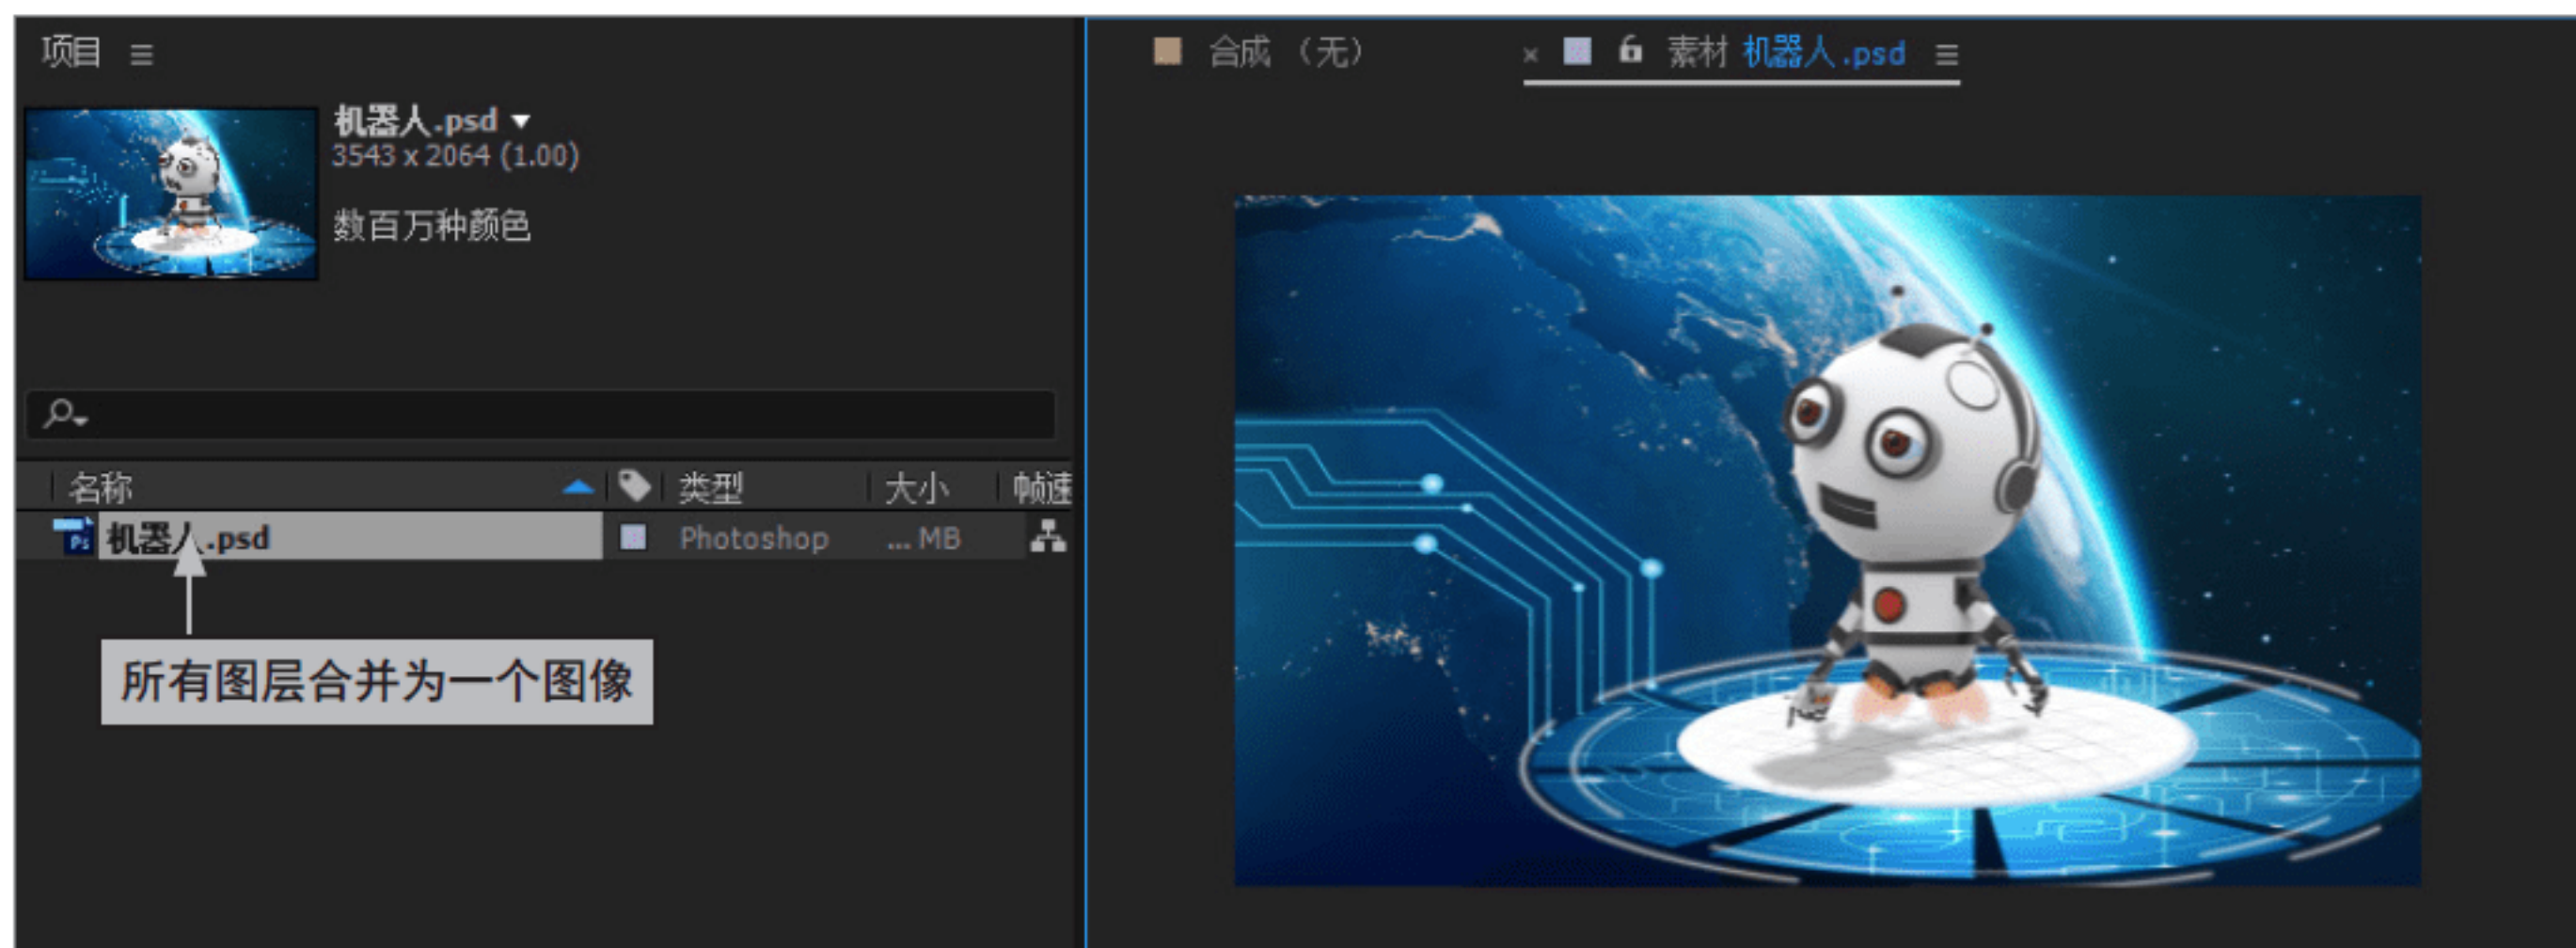 项目
机器人.psd
3543 x 2064 (1.00)
数百万种颜色
名称 类型 大小 帧速
Ps 机器人.psd Photoshop ... MB
所有图层合并为一个图像
合成 （无） × 素材 机器人.psd